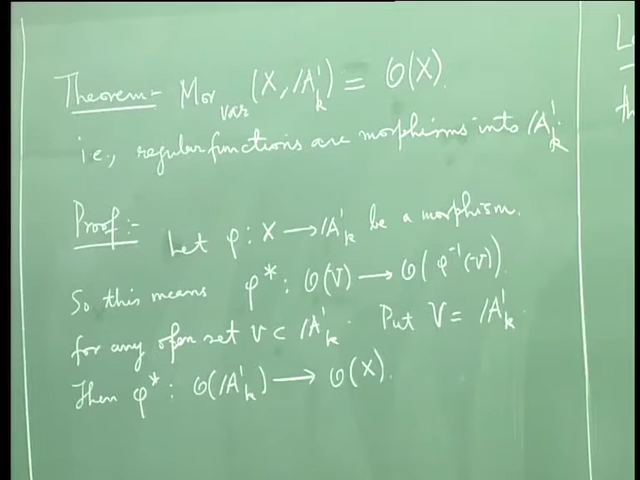 Theorem:- Mor_var (X, /A¹_k) = O(X).
i.e., regular functions are morphisms into /A¹_k.
Proof:- Let φ: X → /A¹_k be a morphism.
So this means φ*: O(V) → O(φ⁻¹(V)).
for any open set V ⊂ /A¹_k. Put V = /A¹_k.
Then φ*: O(/A¹_k) → O(X).